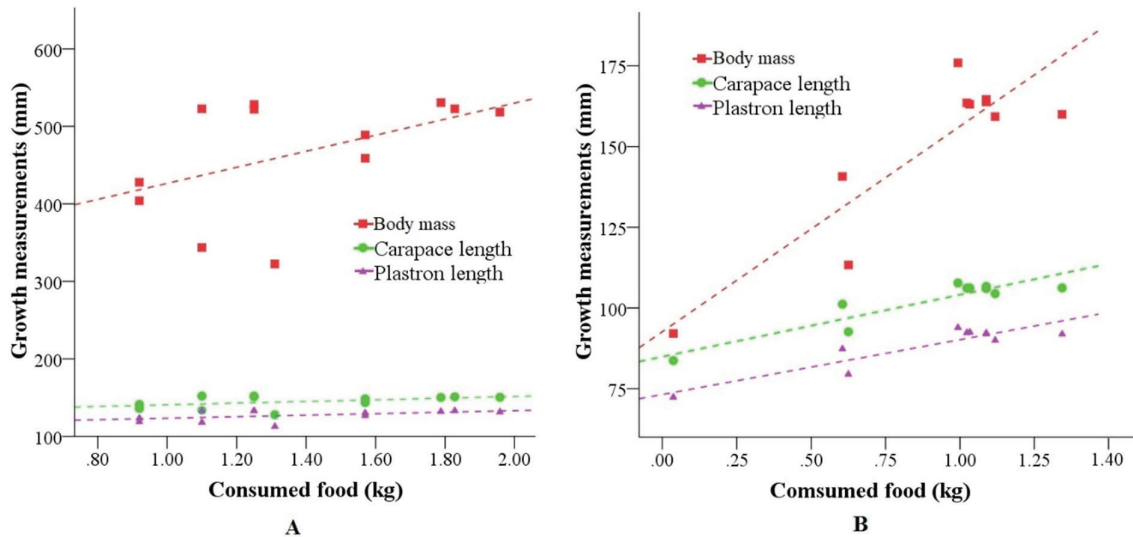 Growth measurements (mm)
600
500
400
300
200
100
Body mass
Carapace length
Plastron length
.80
1.00
1.20
1.40
1.60
1.80
2.00
Consumed food (kg)
A
Growth measurements (mm)
175
150
125
100
75
Body mass
Carapace length
Plastron length
.00
.25
.50
.75
1.00
1.20
1.40
Comsumed food (kg)
B